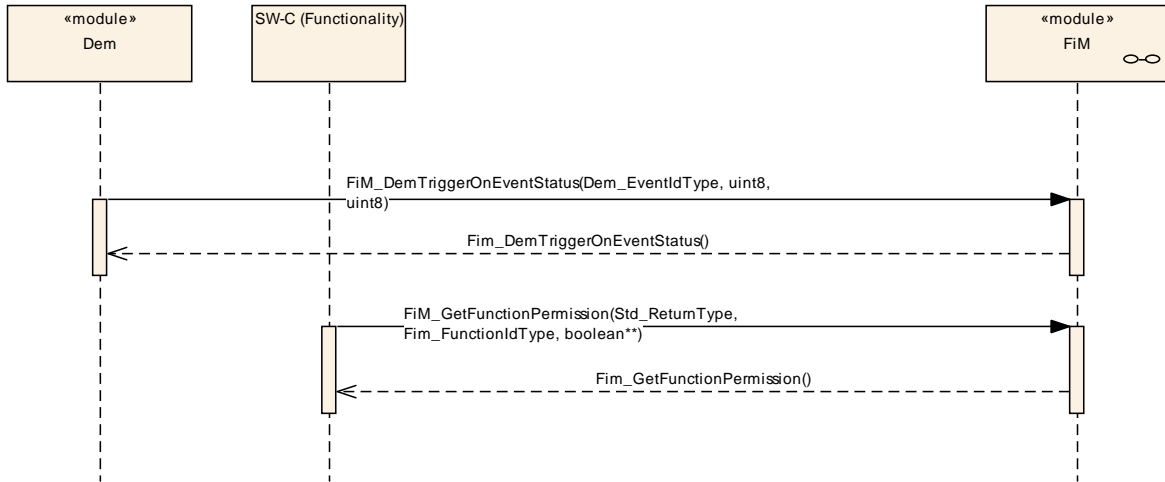 «module»
Dem
SW-C (Functionality)
«module»
FiM
FiM_DemTriggerOnEventStatus(Dem_EventIdType, uint8,
uint8)
Fim_DemTriggerOnEventStatus()
FiM_GetFunctionPermission(Std_ReturnType,
Fim_FunctionIdType, boolean**)
Fim_GetFunctionPermission()